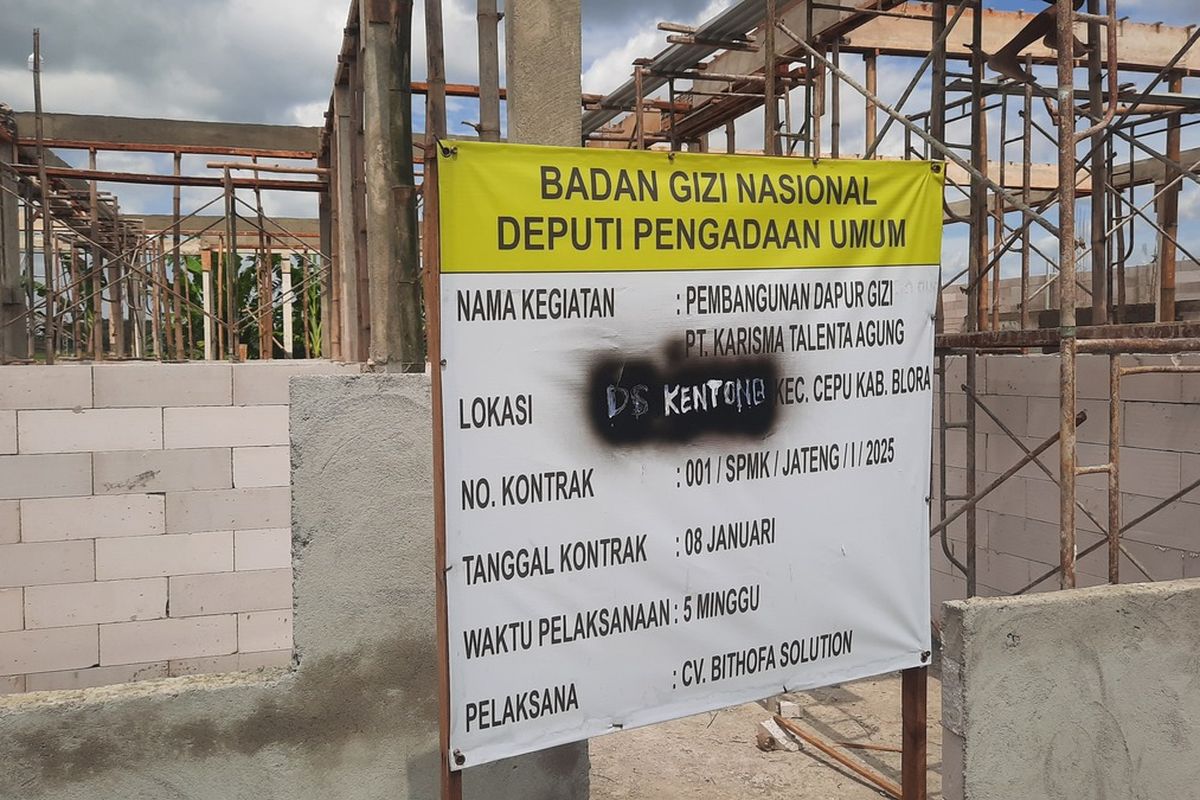 BADAN GIZI NASIONAL
DEPUTI PENGADAAN UMUM
NAMA KEGIATAN : PEMBANGUNAN DAPUR GIZI
PT. KARISMA TALENTA AGUNG
LOKASI DS KENTONG KEC. CEPU KAB. BLORA
NO. KONTRAK : 001 / SPMK / JATENG / I / 2025
TANGGAL KONTRAK : 08 JANUARI
WAKTU PELAKSANAAN : 5 MINGGU
PELAKSANA : CV. BITHOFA SOLUTION